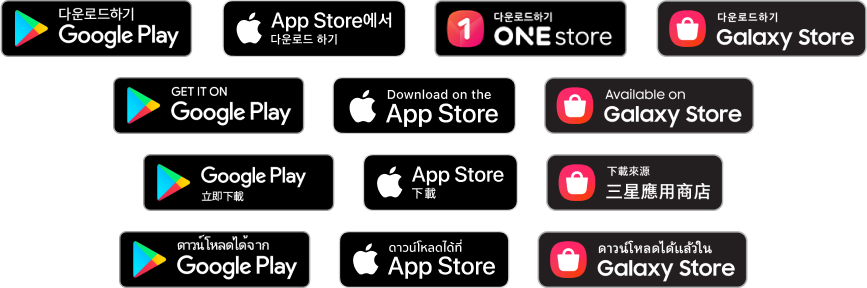 다운로드하기
Google Play
App Store에서
다운로드 하기
다운로드하기
1
ONE store
다운로드하기
Galaxy Store
GET IT ON
Google Play
Download on the
App Store
Available on
Galaxy Store
Google Play
立即下載
App Store
下載
下載來源
三星應用商店
ดาวน์โหลดได้จาก
Google Play
ดาวน์โหลดได้ที่
App Store
ดาวน์โหลดได้แล้วใน
Galaxy Store